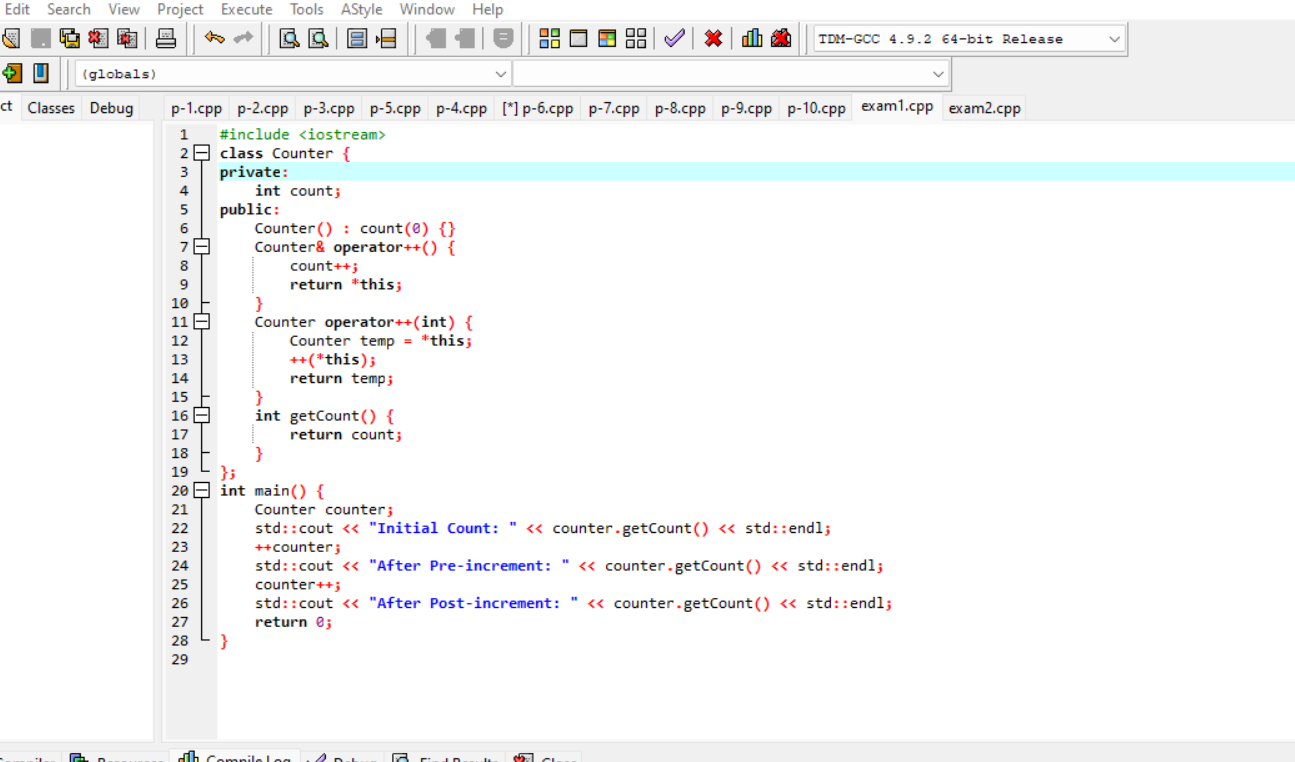 Edit Search View Project Execute Tools AStyle Window Help
TDM-GCC 4.9.2 64-bit Release
(globals)
ct Classes Debug p-1.cpp p-2.cpp p-3.cpp p-5.cpp p-4.cpp [*] p-6.cpp p-7.cpp p-8.cpp p-9.cpp p-10.cpp exam1.cpp exam2.cpp
1 #include <iostream>
2 class Counter {
3 private:
4     int count;
5 public:
6     Counter() : count(0) {}
7     Counter& operator++() {
8         count++;
9         return *this;
10     }
11     Counter operator++(int) {
12         Counter temp = *this;
13         ++(*this);
14         return temp;
15     }
16     int getCount() {
17         return count;
18     }
19 };
20 int main() {
21     Counter counter;
22     std::cout << "Initial Count: " << counter.getCount() << std::endl;
23     ++counter;
24     std::cout << "After Pre-increment: " << counter.getCount() << std::endl;
25     counter++;
26     std::cout << "After Post-increment: " << counter.getCount() << std::endl;
27     return 0;
28 }
29
Compiler Resources Compile Log Debug Find Results Close